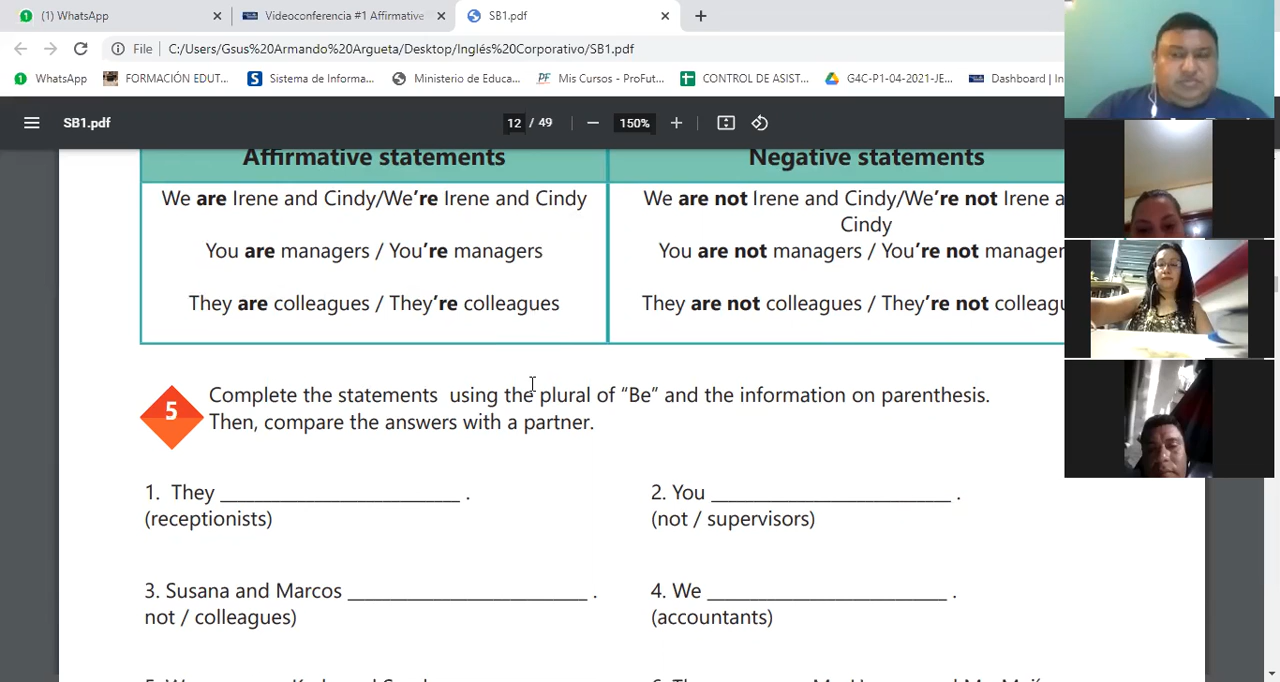 (1) WhatsApp
Videoconferencia #1 Affirmative
SB1.pdf
File C:/Users/Gsus%20Armando%20Argueta/Desktop/Inglés%20Corporativo/SB1.pdf
WhatsApp FORMACIÓN EDUT... Sistema de Informa... Ministerio de Educa... Mis Cursos - ProFut... CONTROL DE ASIST... G4C-P1-04-2021-JE... Dashboard | In
SB1.pdf 12 / 49 150%
Affirmative statements Negative statements
We are Irene and Cindy/We're Irene and Cindy We are not Irene and Cindy/We're not Irene a
Cindy
You are managers / You're managers You are not managers / You're not manager
They are colleagues / They're colleagues They are not colleagues / They're not colleagu
5 Complete the statements using the plural of “Be” and the information on parenthesis.
Then, compare the answers with a partner.
1. They ________________________ . 2. You ________________________ .
(receptionists) (not / supervisors)
3. Susana and Marcos ________________________ . 4. We ________________________ .
not / colleagues) (accountants)